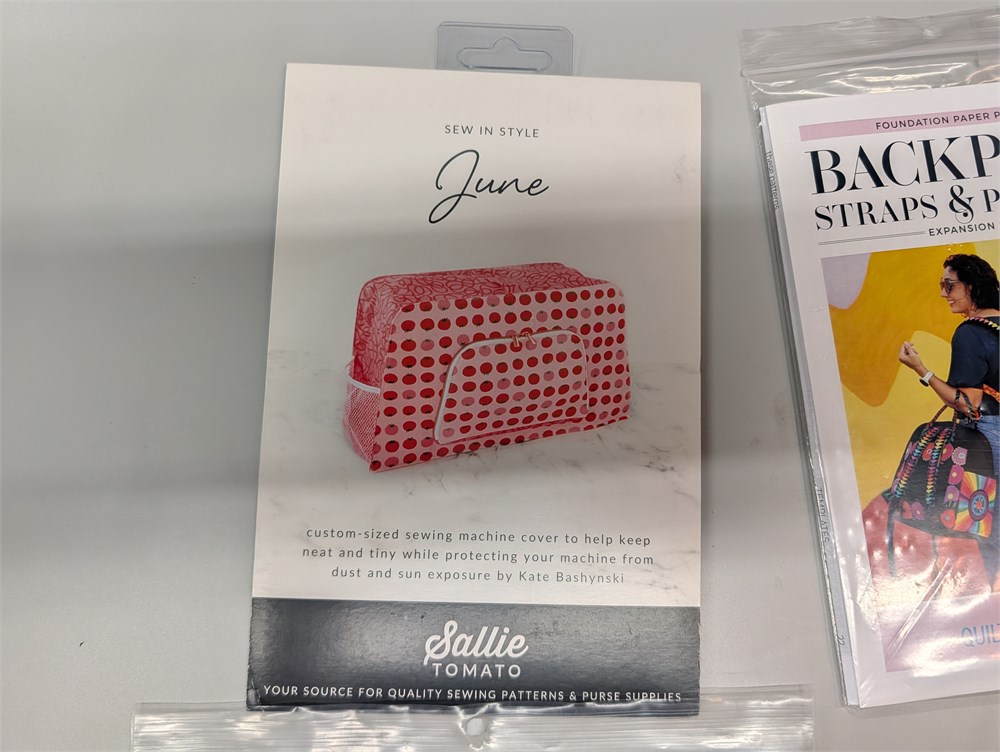 SEW IN STYLE
June
custom-sized sewing machine cover to help keep
neat and tiny while protecting your machine from
dust and sun exposure by Kate Bashynski
Sallie
TOMATO
YOUR SOURCE FOR QUALITY SEWING PATTERNS & PURSE SUPPLIES
FOUNDATION PAPER P
BACKP
STRAPS & P
EXPANSION
QUIL